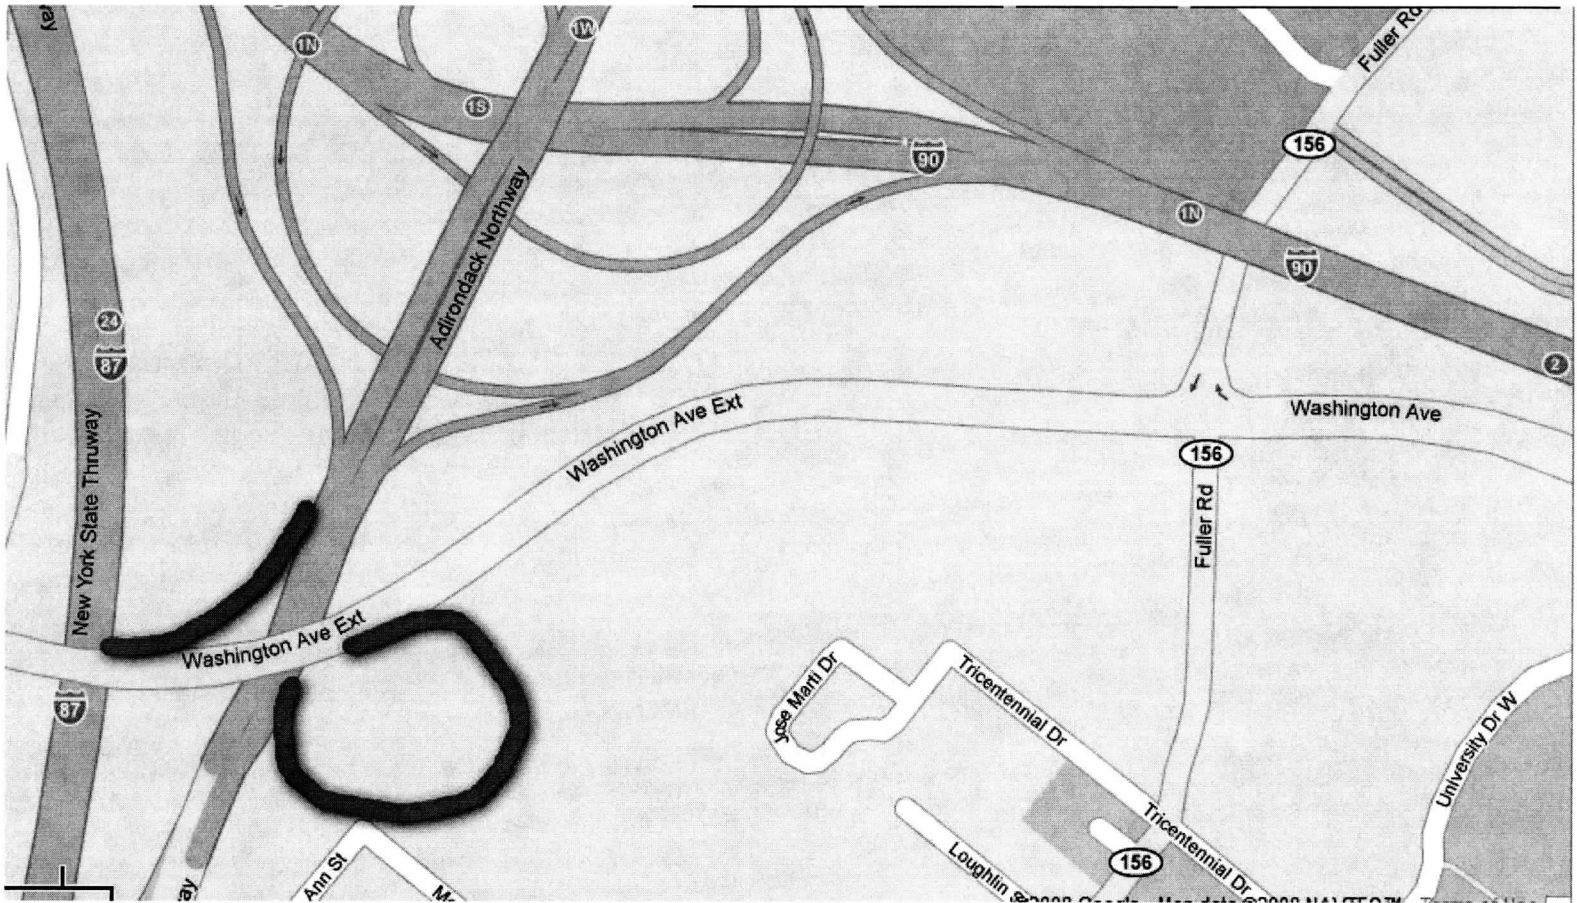 way
1N
1W
Fuller Rd
1S
156
90
Adirondack Northway
1N
90
24
87
2
Washington Ave Ext
Washington Ave
156
New York State Thruway
Fuller Rd
Washington Ave Ext
87
Jose Marti Dr
Tricentennial Dr
University Dr W
Tricentennial Dr
156
Loughlin
Ann St
way